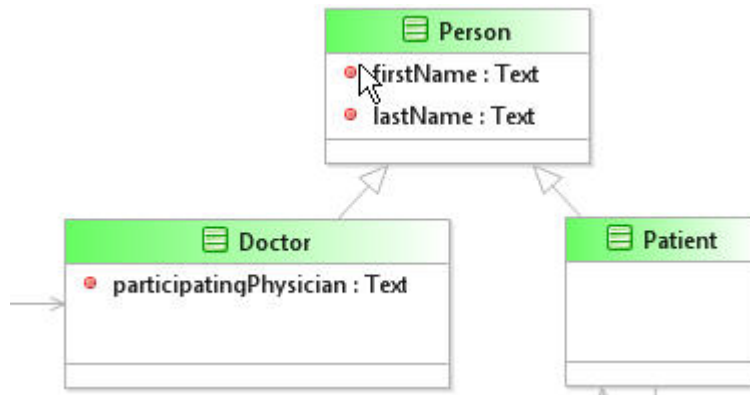 Person
firstName : Text
lastName : Text
Doctor
participatingPhysician : Text
Patient